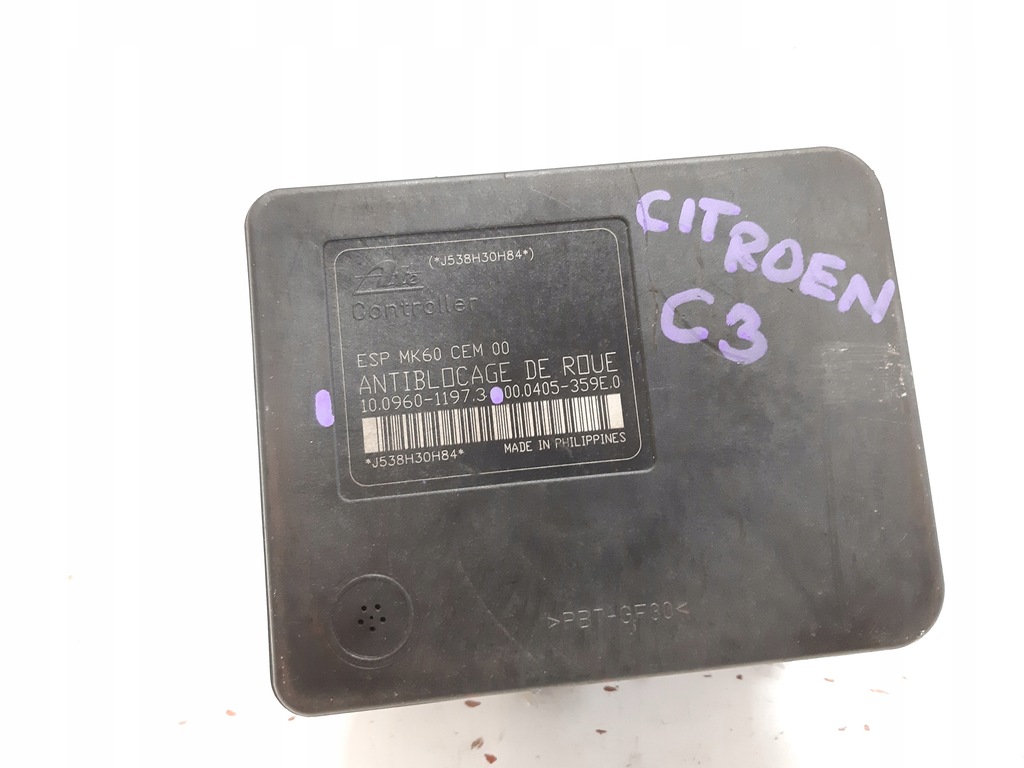 (*J538H30H84*)
Ate
Controller
ESP MK60 CEM 00
ANTIBLOCAGE DE ROUE
10.0960-1197.3 00.0405-359E.0
*J538H30H84*
MADE IN PHILIPPINES
CITROEN
C3
>PBT-GF30<